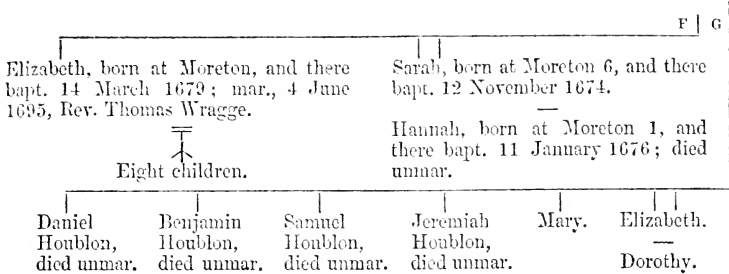 F | G
Elizabeth, born at Moreton, and there
bapt. 14 March 1679; mar., 4 June
1695, Rev. Thomas Wragge.
Eight children.
Sarah, born at Moreton 6, and there
bapt. 12 November 1674.
Hannah, born at Moreton 1, and
there bapt. 11 January 1676; died
unmar.
Daniel
Houblon,
died unmar.
Benjamin
Houblon,
died unmar.
Samuel
Houblon,
died unmar.
Jeremiah
Houblon,
died unmar.
Mary.
Elizabeth.
Dorothy.